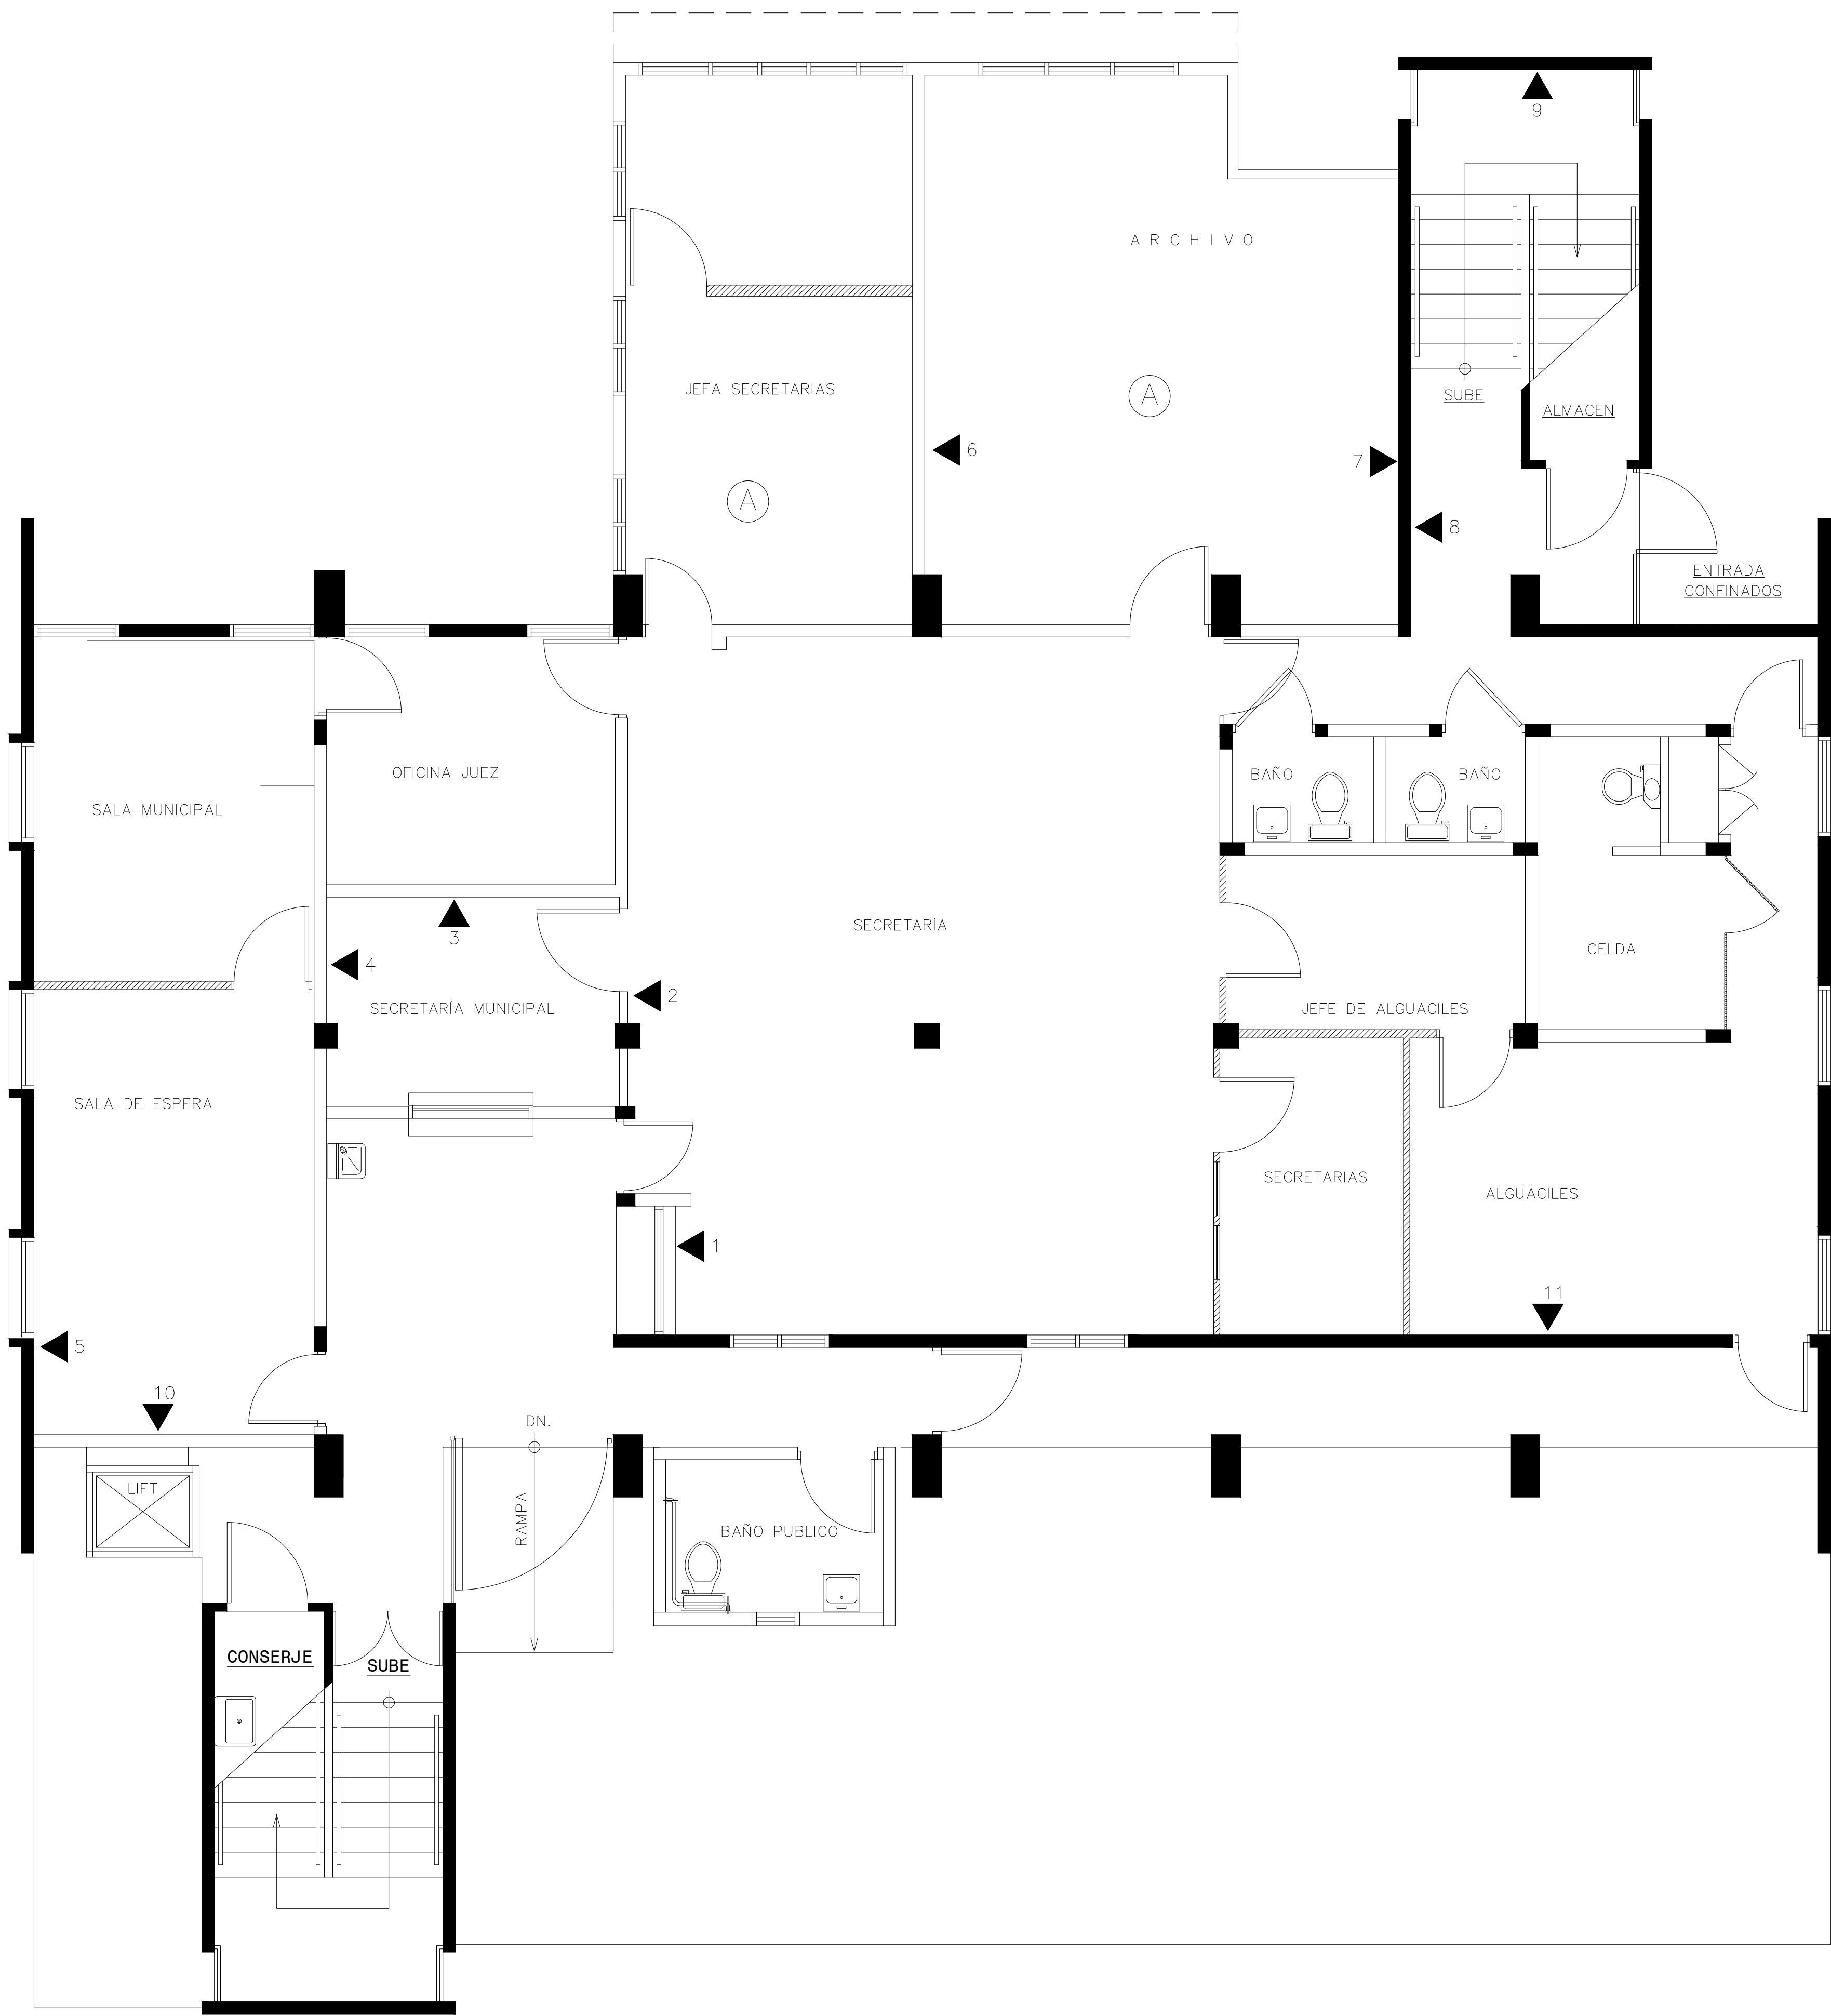 9
A R C H I V O
JEFA SECRETARIAS
A
SUBE
ALMACEN
6
7
A
8
ENTRADA
CONFINADOS
OFICINA JUEZ
BAÑO
BAÑO
SALA MUNICIPAL
SECRETARÍA
3
CELDA
4
2
SECRETARÍA MUNICIPAL
JEFE DE ALGUACILES
SALA DE ESPERA
SECRETARIAS
ALGUACILES
1
11
5
10
DN.
LIFT
RAMPA
BAÑO PUBLICO
CONSERJE
SUBE